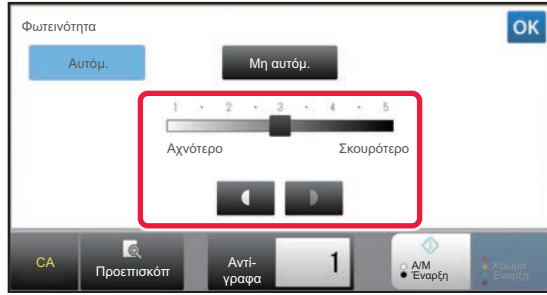 Φωτεινότητα
OK
Αυτόμ.
Μη αυτόμ.
1 · 2 · 3 · 4 · 5
Αχνότερο
Σκουρότερο
CA
Προεπισκόπ
Αντί-
γραφα
1
Α/Μ
Έναρξη
Χρώμα
Έναρξη